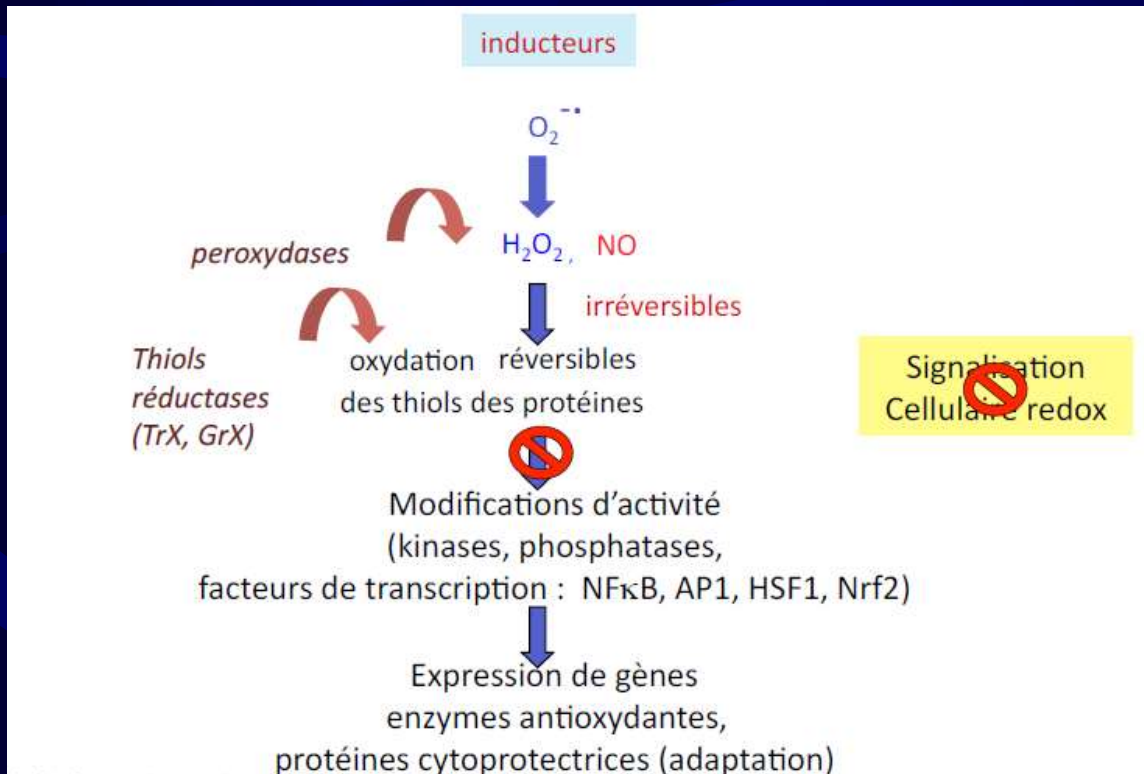 inducteurs
O₂⁻•
peroxydases
H₂O₂, NO
irréversibles
Thiols
réductases
(TrX, GrX)
oxydation réversibles
des thiols des protéines
Signalisation
Cellulaire redox
Modifications d'activité
(kinases, phosphatases,
facteurs de transcription : NFκB, AP1, HSF1, Nrf2)
Expression de gènes
enzymes antioxydantes,
protéines cytoprotectrices (adaptation)